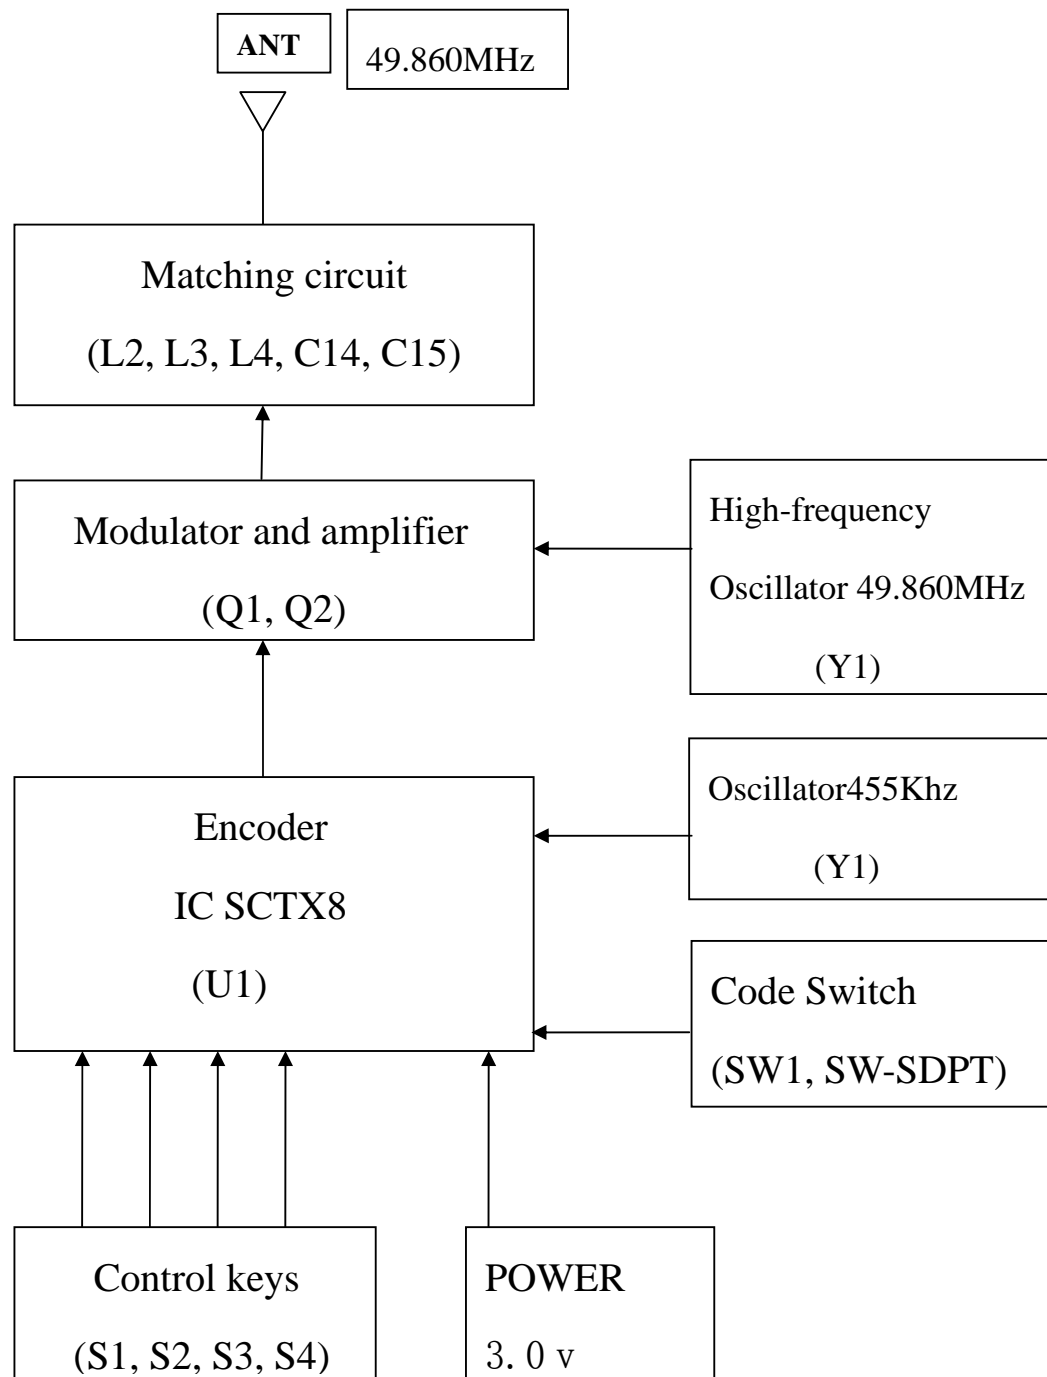 ANT
49.860MHz
Matching circuit
(L2, L3, L4, C14, C15)
Modulator and amplifier
(Q1, Q2)
High-frequency
Oscillator 49.860MHz
(Y1)
Encoder
IC SCTX8
(U1)
Oscillator455Khz
(Y1)
Code Switch
(SW1, SW-SDPT)
Control keys
(S1, S2, S3, S4)
POWER
3.0v